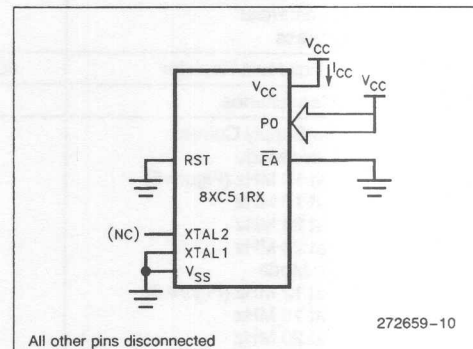 VCC
ICC
VCC
VCC
P0
RST
EA
8XC51RX
(NC)
XTAL2
XTAL1
VSS
272659-10
All other pins disconnected